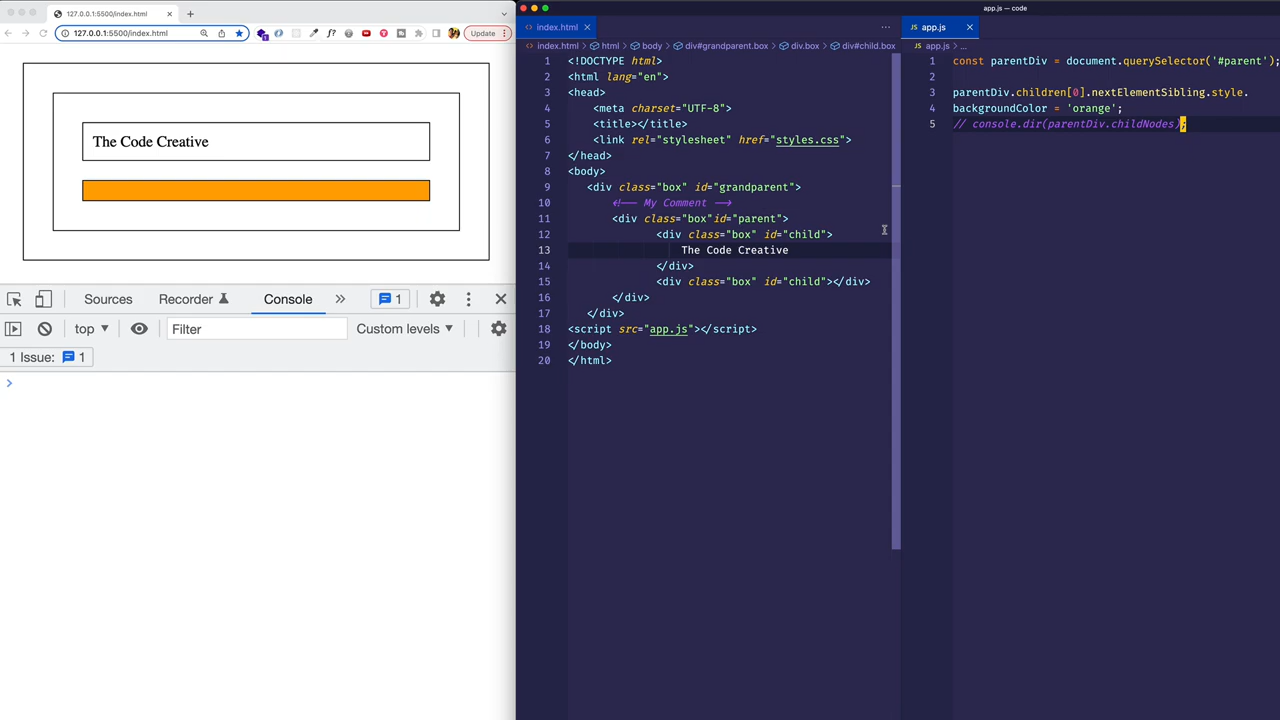 127.0.0.1:5500/index.html
127.0.0.1:5500/index.html
Update
The Code Creative
Sources
Recorder
Console
1
top
Filter
Custom levels
1 Issue:
1
>
app.js — code
index.html
index.html > html > body > div#grandparent.box > div.box > div#child.box
1 <!DOCTYPE html>
2 <html lang="en">
3 <head>
4 <meta charset="UTF-8">
5 <title></title>
6 <link rel="stylesheet" href="styles.css">
7 </head>
8 <body>
9 <div class="box" id="grandparent">
10 <!-- My Comment -->
11 <div class="box"id="parent">
12 <div class="box" id="child">
13 The Code Creative
14 </div>
15 <div class="box" id="child"></div>
16 </div>
17 </div>
18 <script src="app.js"></script>
19 </body>
20 </html>
app.js
app.js > ...
1 const parentDiv = document.querySelector('#parent');
2
3 parentDiv.children[0].nextElementSibling.style.
4 backgroundColor = 'orange';
5 // console.dir(parentDiv.childNodes);